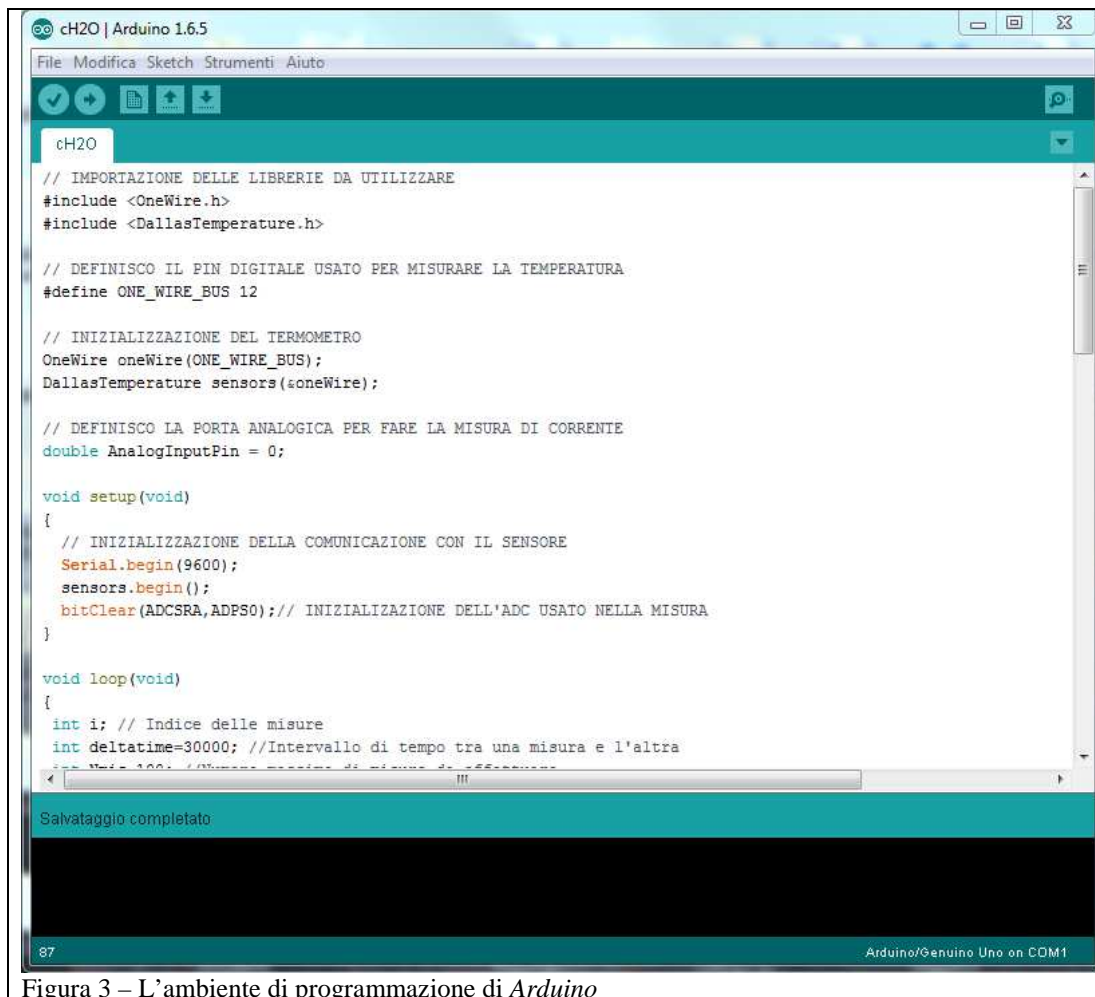 cH2O | Arduino 1.6.5
File Modifica Sketch Strumenti Aiuto
cH2O
// IMPORTAZIONE DELLE LIBRERIE DA UTILIZZARE
#include <OneWire.h>
#include <DallasTemperature.h>
// DEFINISCO IL PIN DIGITALE USATO PER MISURARE LA TEMPERATURA
#define ONE_WIRE_BUS 12
// INIZIALIZZAZIONE DEL TERMOMETRO
OneWire oneWire(ONE_WIRE_BUS);
DallasTemperature sensors(&oneWire);
// DEFINISCO LA PORTA ANALOGICA PER FARE LA MISURA DI CORRENTE
double AnalogInputPin = 0;
void setup(void)
{
// INIZIALIZZAZIONE DELLA COMUNICAZIONE CON IL SENSORE
Serial.begin(9600);
sensors.begin();
bitClear(ADCSRA,ADPS0);// INIZIALIZAZIONE DELL'ADC USATO NELLA MISURA
}
void loop(void)
{
int i; // Indice delle misure
int deltatime=30000; //Intervallo di tempo tra una misura e l'altra
Salvataggio completato
87
Arduino/Genuino Uno on COM1
Figura 3 – L'ambiente di programmazione di Arduino